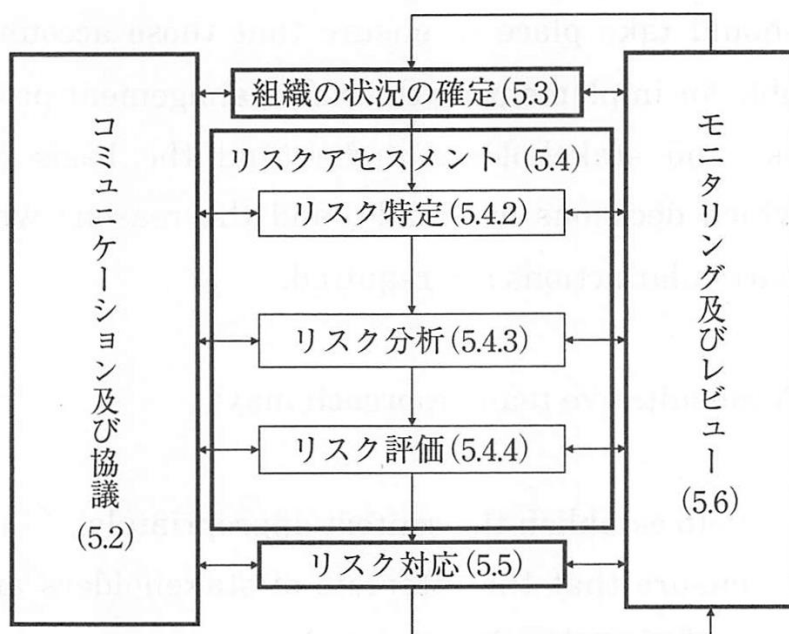 組織の状況の確定(5.3)
リスクアセスメント(5.4)
リスク特定(5.4.2)
リスク分析(5.4.3)
リスク評価(5.4.4)
リスク対応(5.5)
コミュニケーション及び協議
(5.2)
モニタリング及びレビュー
(5.6)